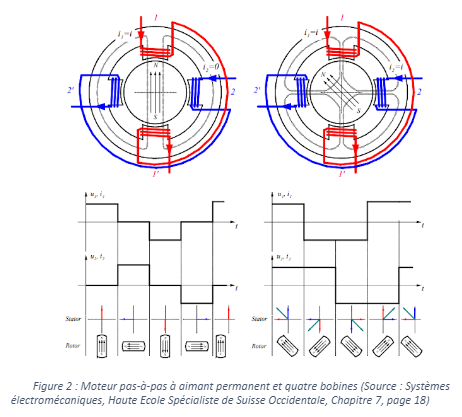 1
1
i₁=i
i₁=i
N
i₂=0
N
i₂=i
2'
S
2
2'
S
2
1'
1'
u₁, i₁
u₁, i₁
t
t
u₂, i₂
u₂, i₂
t
t
Stator
Stator
Rotor
Rotor
Figure 2 : Moteur pas-à-pas à aimant permanent et quatre bobines (Source : Systèmes
électromécaniques, Haute Ecole Spécialiste de Suisse Occidentale, Chapitre 7, page 18)